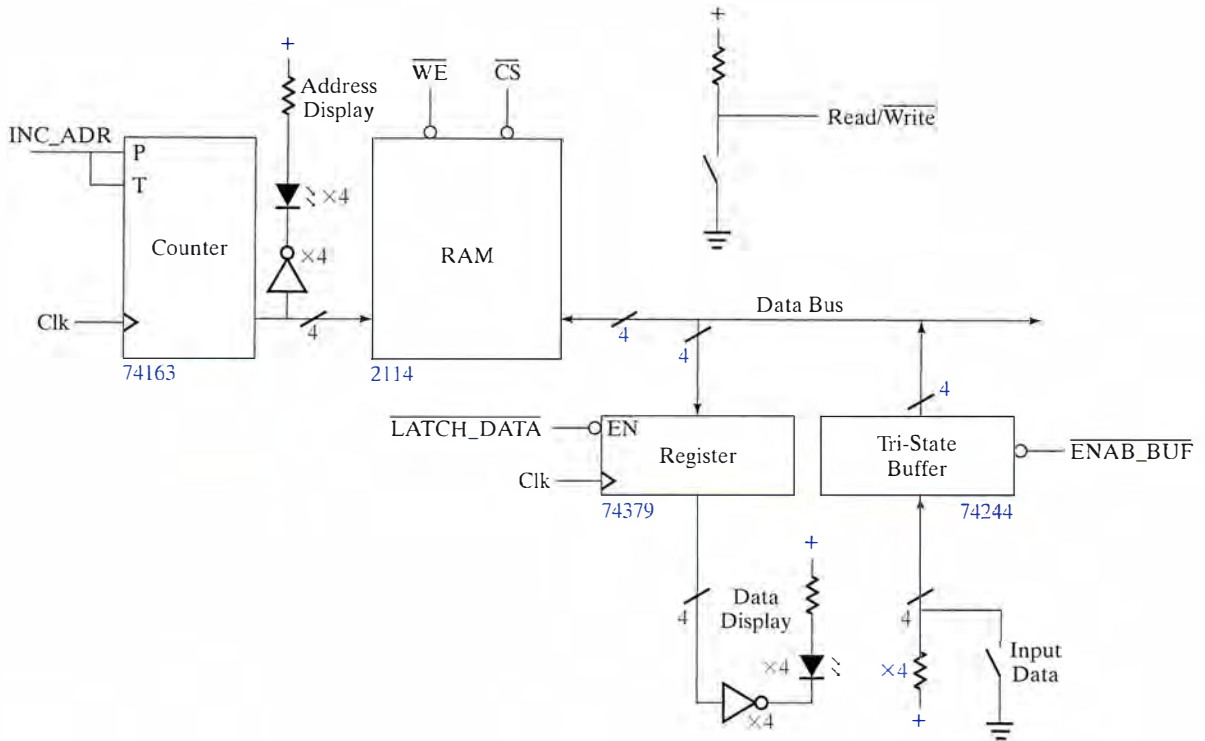 +
+
WE
CS
Address
Display
Read/Write
INC_ADR
P
T
×4
Counter
×4
RAM
Clk
4
4
4
Data Bus
74163
2114
4
LATCH_DATA
EN
Register
Tri-State
Buffer
ENAB_BUF
Clk
74379
74244
+
4
Data
Display
4
×4
×4
Input
Data
×4
+